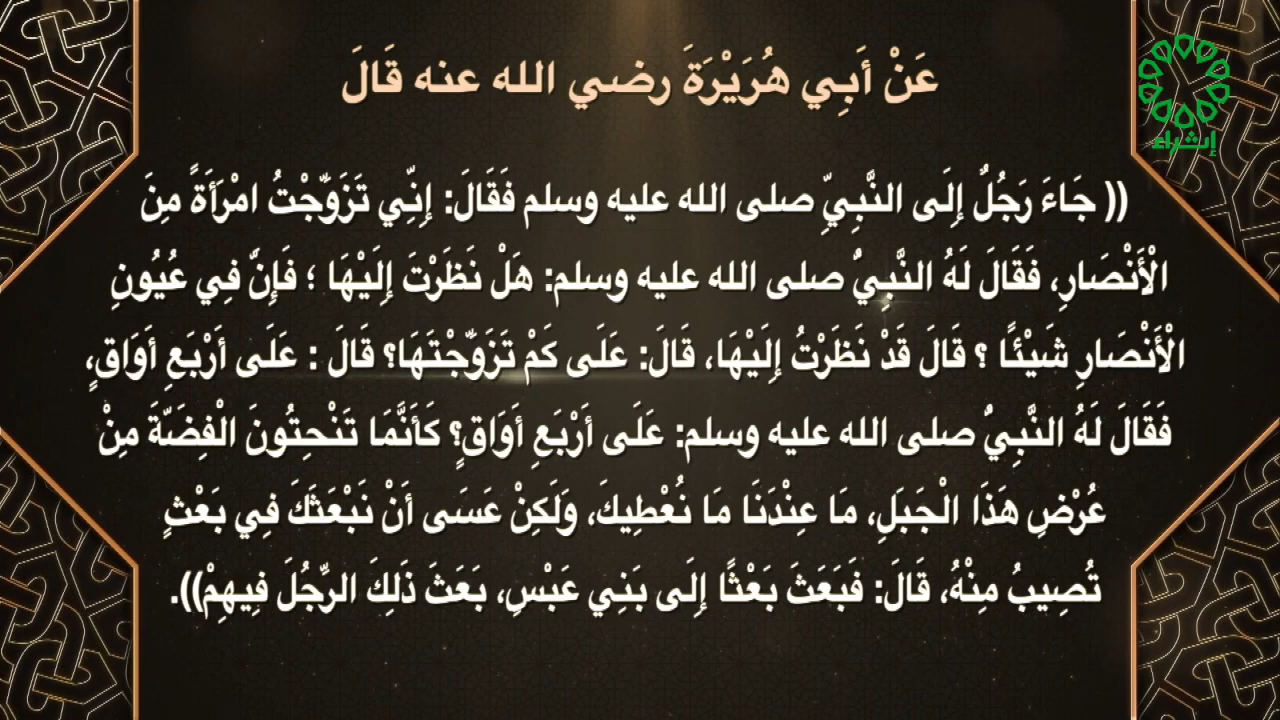 عَنْ أَبِي هُرَيْرَةَ رضي الله عنه قَالَ
إثراء
(( جَاءَ رَجُلٌ إِلَى النَّبِيِّ صلى الله عليه وسلم فَقَالَ: إِنِّي تَزَوَّجْتُ امْرَأَةً مِنَ
الْأَنْصَارِ، فَقَالَ لَهُ النَّبِيُّ صلى الله عليه وسلم: هَلْ نَظَرْتَ إِلَيْهَا ؛ فَإِنَّ فِي عُيُونِ
الْأَنْصَارِ شَيْئًا ؟ قَالَ قَدْ نَظَرْتُ إِلَيْهَا، قَالَ: عَلَى كَمْ تَزَوَّجْتَهَا؟ قَالَ : عَلَى أَرْبَعِ أَوَاقٍ،
فَقَالَ لَهُ النَّبِيُّ صلى الله عليه وسلم: عَلَى أَرْبَعِ أَوَاقٍ؟ كَأَنَّمَا تَنْحِتُونَ الْفِضَّةَ مِنْ
عُرْضِ هَذَا الْجَبَلِ، مَا عِنْدَنَا مَا نُعْطِيكَ، وَلَكِنْ عَسَى أَنْ نَبْعَثَكَ فِي بَعْثٍ
تُصِيبُ مِنْهُ، قَالَ: فَبَعَثَ بَعْثًا إِلَى بَنِي عَبْسٍ، بَعَثَ ذَلِكَ الرَّجُلَ فِيهِمْ)).